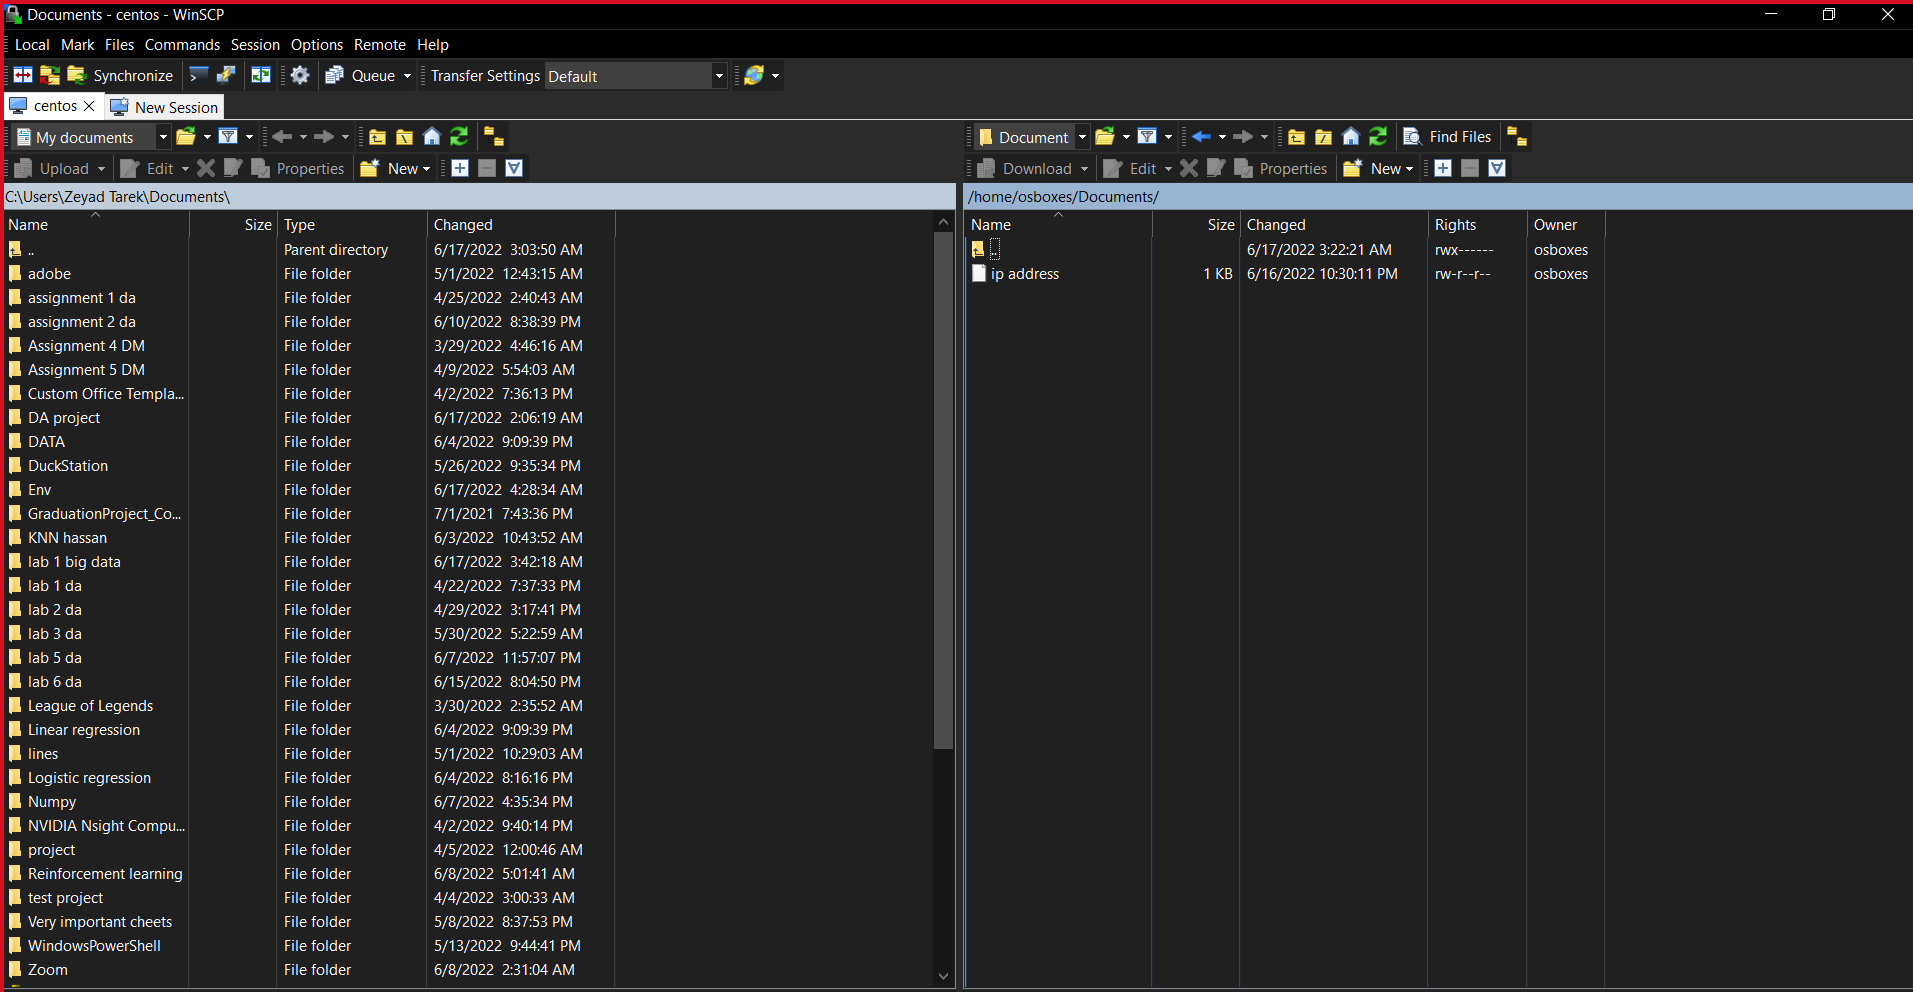 Documents - centos - WinSCP
Local Mark Files Commands Session Options Remote Help
Synchronize Queue Transfer Settings Default
centos New Session
My documents
Upload Edit Properties New
C:\Users\Zeyad Tarek\Documents\
Name Size Type Changed
.. Parent directory 6/17/2022 3:03:50 AM
adobe File folder 5/1/2022 12:43:15 AM
assignment 1 da File folder 4/25/2022 2:40:43 AM
assignment 2 da File folder 6/10/2022 8:38:39 PM
Assignment 4 DM File folder 3/29/2022 4:46:16 AM
Assignment 5 DM File folder 4/9/2022 5:54:03 AM
Custom Office Templa... File folder 4/2/2022 7:36:13 PM
DA project File folder 6/17/2022 2:06:19 AM
DATA File folder 6/4/2022 9:09:39 PM
DuckStation File folder 5/26/2022 9:35:34 PM
Env File folder 6/17/2022 4:28:34 AM
GraduationProject_Co... File folder 7/1/2021 7:43:36 PM
KNN hassan File folder 6/3/2022 10:43:52 AM
lab 1 big data File folder 6/17/2022 3:42:18 AM
lab 1 da File folder 4/22/2022 7:37:33 PM
lab 2 da File folder 4/29/2022 3:17:41 PM
lab 3 da File folder 5/30/2022 5:22:59 AM
lab 5 da File folder 6/7/2022 11:57:07 PM
lab 6 da File folder 6/15/2022 8:04:50 PM
League of Legends File folder 3/30/2022 2:35:52 AM
Linear regression File folder 6/4/2022 9:09:39 PM
lines File folder 5/1/2022 10:29:03 AM
Logistic regression File folder 6/4/2022 8:16:16 PM
Numpy File folder 6/7/2022 4:35:34 PM
NVIDIA Nsight Compu... File folder 4/2/2022 9:40:14 PM
project File folder 4/5/2022 12:00:46 AM
Reinforcement learning File folder 6/8/2022 5:01:41 AM
test project File folder 4/4/2022 3:00:33 AM
Very important cheets File folder 5/8/2022 8:37:53 PM
WindowsPowerShell File folder 5/13/2022 9:44:41 PM
Zoom File folder 6/8/2022 2:31:04 AM
Document Find Files
Download Edit Properties New
/home/osboxes/Documents/
Name Size Changed Rights Owner
.. 6/17/2022 3:22:21 AM rwx------ osboxes
ip address 1 KB 6/16/2022 10:30:11 PM rw-r--r-- osboxes